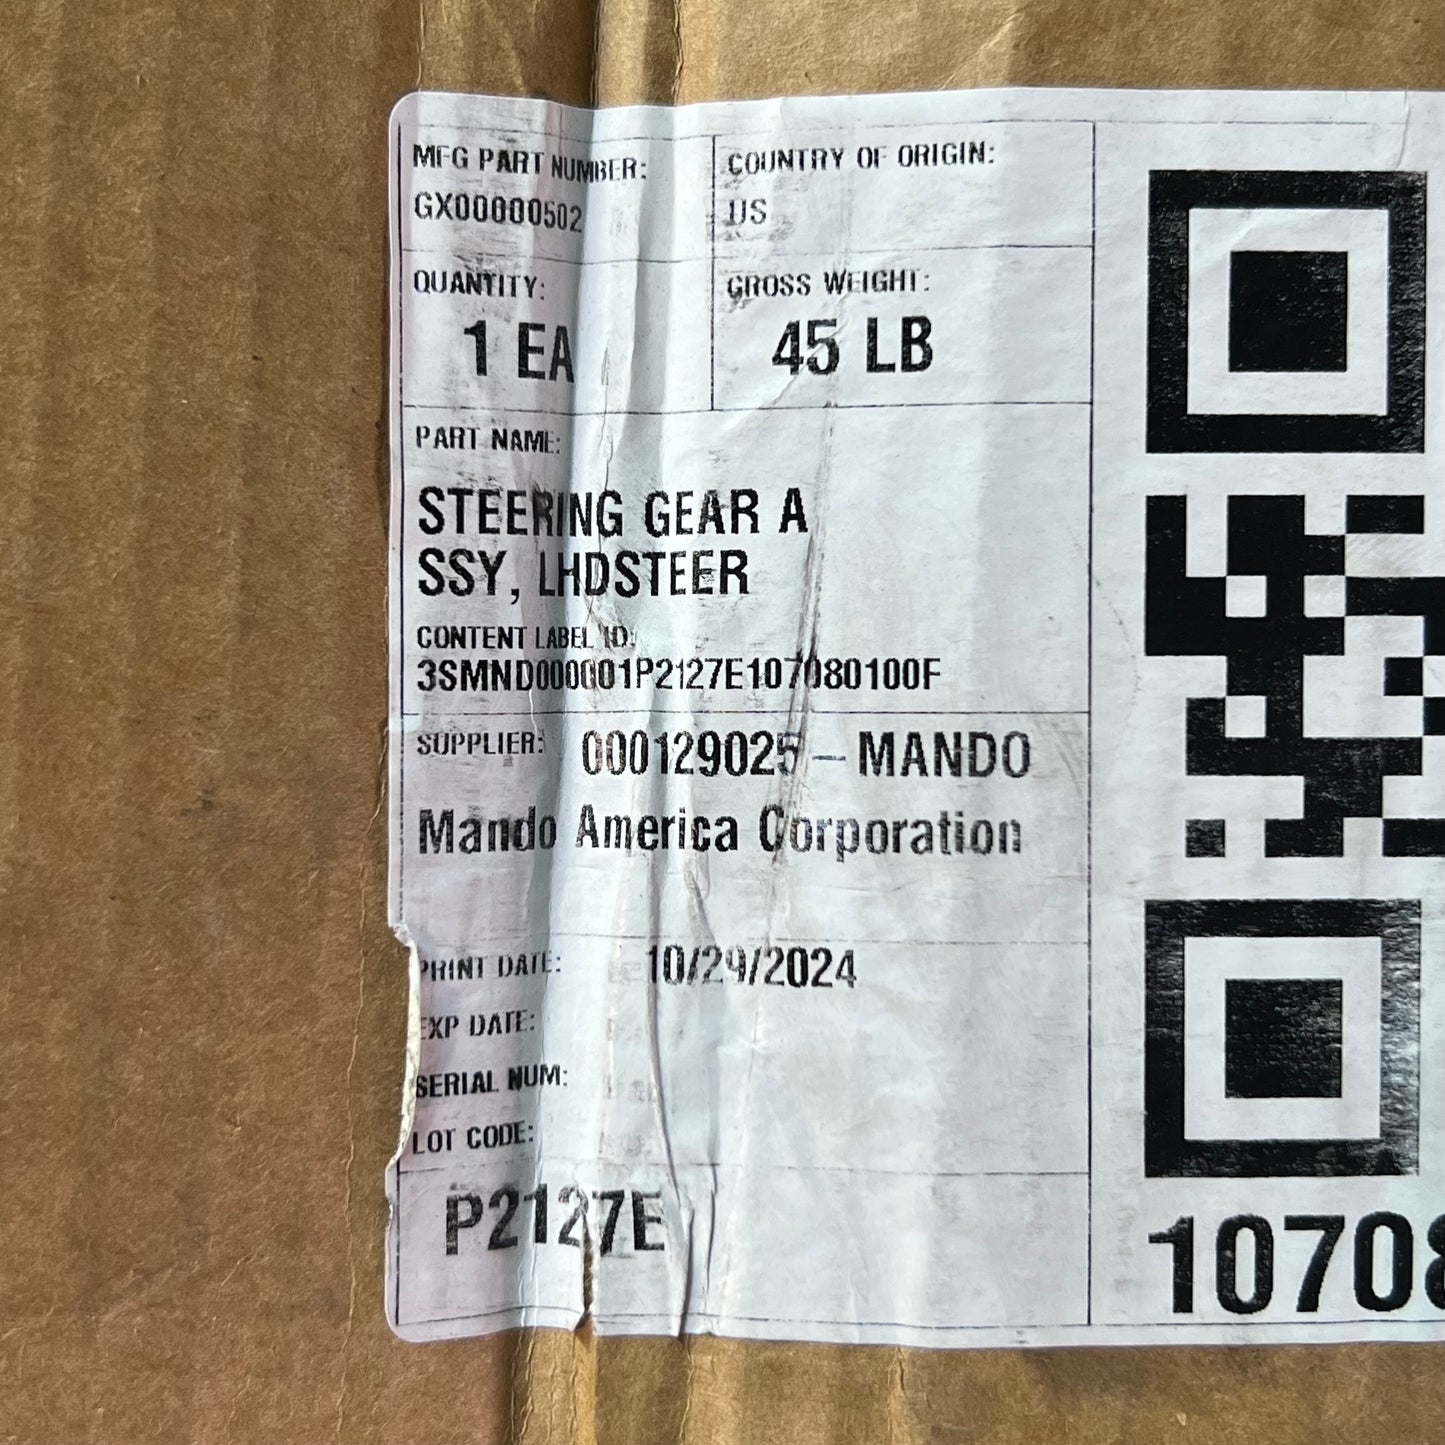 MFG PART NUMBER:
GX00000502
COUNTRY OF ORIGIN:
US
QUANTITY:
1 EA
GROSS WEIGHT:
45 LB
PART NAME:
STEERING GEAR A
SSY, LHDSTEER
CONTENT LABEL ID:
3SMND000001P2127E107080100F
SUPPLIER: 000129025 – MANDO
Mando America Corporation
PRINT DATE: 10/29/2024
EXP DATE:
SERIAL NUM:
LOT CODE:
P2127E
10708